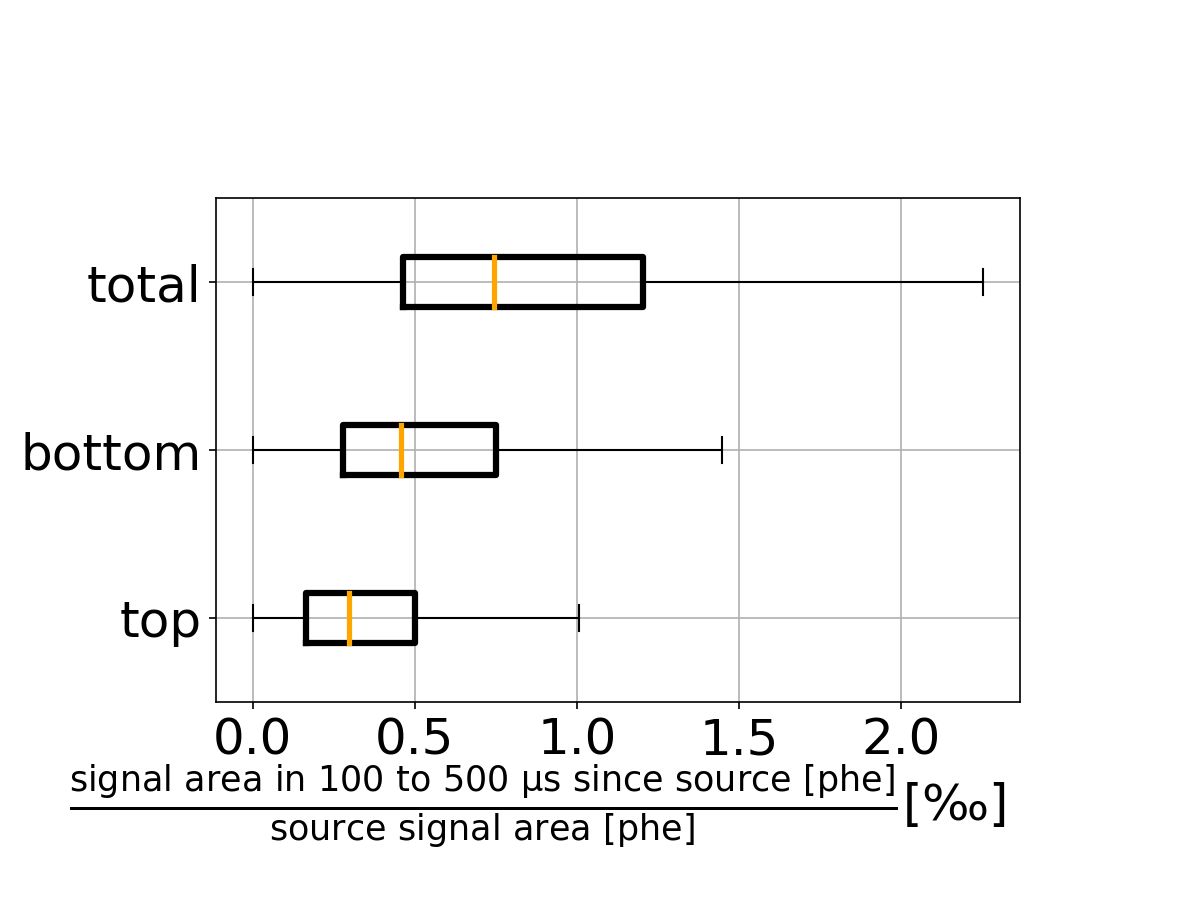 total
bottom
top
0.0 0.5 1.0 1.5 2.0
signal area in 100 to 500 µs since source [phe]
source signal area [phe]
[‰]